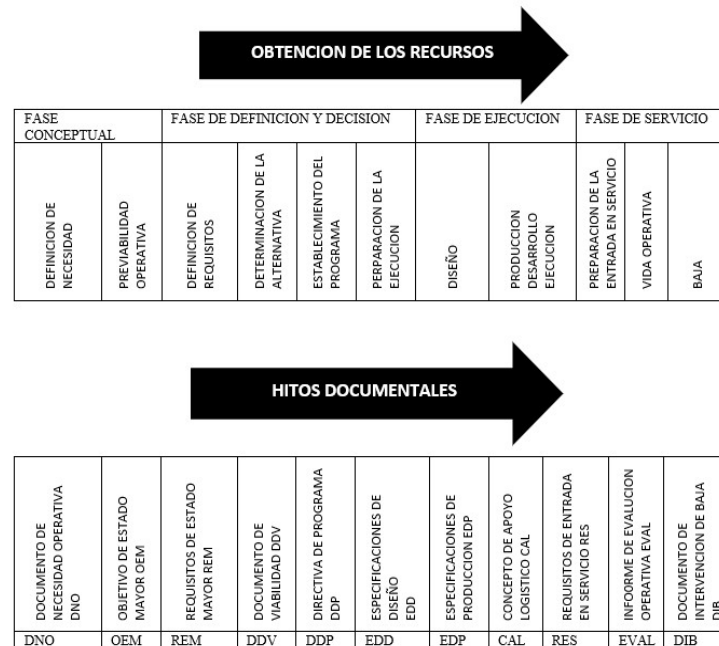 OBTENCION DE LOS RECURSOS
FASE
CONCEPTUAL
FASE DE DEFINICION Y DECISION
FASE DE EJECUCION
FASE DE SERVICIO
DEFINICION DE
NECESIDAD
PREVIABILIDAD
OPERATIVA
DEFINICION DE
REQUISITOS
DETERMINACION DE LA
ALTERNATIVA
ESTABLECIMIENTO DEL
PROGRAMA
PERPARACION DE LA
EJECUCION
DISEÑO
PRODUCCION
DESARROLLO
EJECUCION
PREPARACION DE LA
ENTRADA EN SERVICIO
VIDA OPERATIVA
BAJA
HITOS DOCUMENTALES
DOCUMENTO DE
NECESIDAD OPERATIVA
DNO
OBJETIVO DE ESTADO
MAYOR OEM
REQUISITOS DE ESTADO
MAYOR REM
DOCUMENTO DE
VIABILIDAD DDV
DIRECTIVA DE PROGRAMA
DDP
ESPECIFICACIONES DE
DISEÑO
EDD
ESPECIFICACIONES DE
PRODUCCION EDP
CONCEPTO DE APOYO
LOGISTICO CAL
REQUISITOS DE ENTRADA
EN SERVICIO RES
INFOORME DE EVALUCION
OPERATIVA EVAL
DOCUMENTO DE
INTERVENCION DE BAJA
DIB
DNO
OEM
REM
DDV
DDP
EDD
EDP
CAL
RES
EVAL
DIB